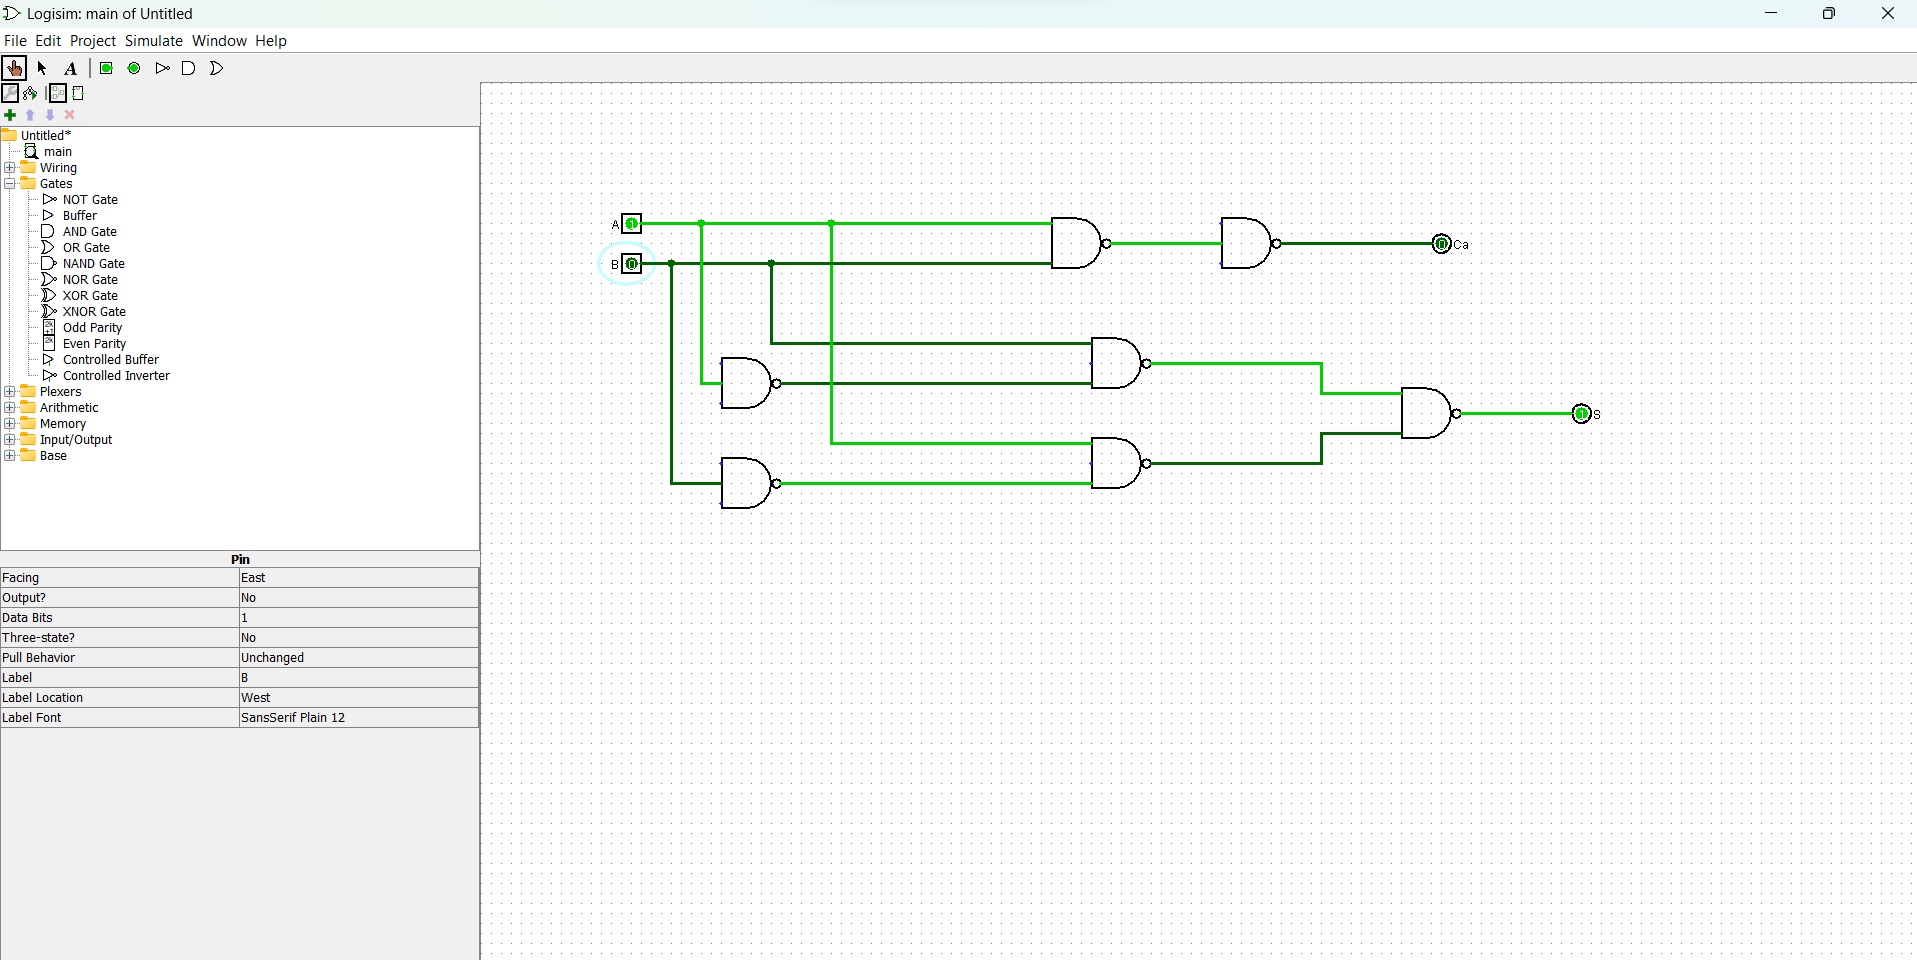 Logisim: main of Untitled
File Edit Project Simulate Window Help
A
Untitled*
main
Wiring
Gates
NOT Gate
Buffer
AND Gate
OR Gate
NAND Gate
NOR Gate
XOR Gate
XNOR Gate
Odd Parity
Even Parity
Controlled Buffer
Controlled Inverter
Plexers
Arithmetic
Memory
Input/Output
Base
Pin
Facing East
Output? No
Data Bits 1
Three-state? No
Pull Behavior Unchanged
Label B
Label Location West
Label Font SansSerif Plain 12
A 1
B 0
0 Ca
1 S